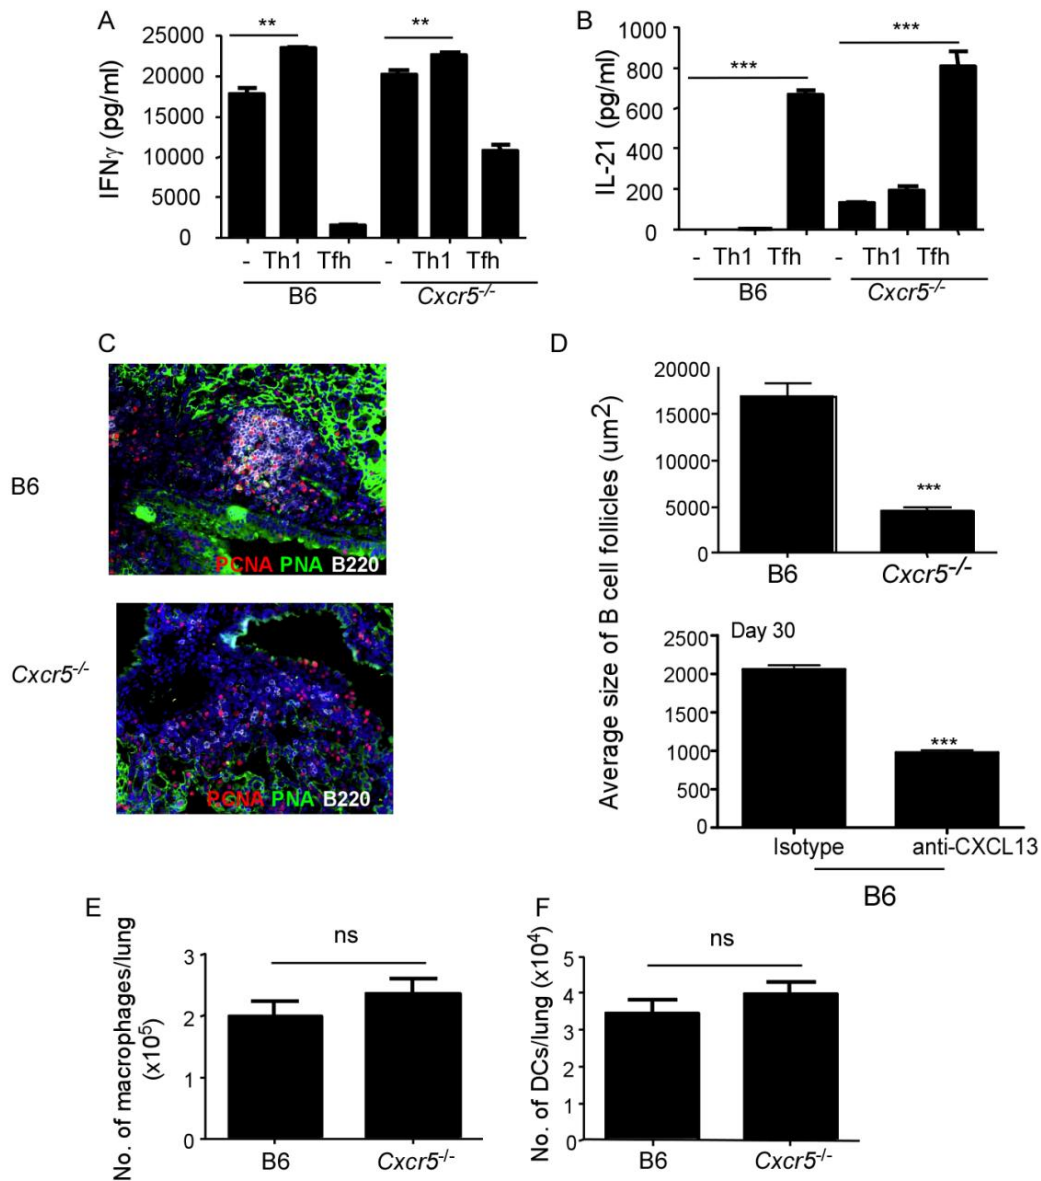 A
IFNγ (pg/ml)
25000
20000
15000
10000
5000
0
**
**
- Th1 Tfh - Th1 Tfh
B6 Cxcr5-/-
B
IL-21 (pg/ml)
1000
800
600
400
200
0
***
***
- Th1 Tfh - Th1 Tfh
B6 Cxcr5-/-
C
B6
PCNA PNA B220
Cxcr5-/-
PCNA PNA B220
D
Average size of B cell follicles (um2)
20000
15000
10000
5000
0
***
B6 Cxcr5-/-
Day 30
2500
2000
1500
1000
500
0
***
Isotype anti-CXCL13
B6
E
No. of macrophages/lung
(x105)
3
2
1
0
ns
B6 Cxcr5-/-
F
No. of DCs/lung (x104)
5
4
3
2
1
0
ns
B6 Cxcr5-/-